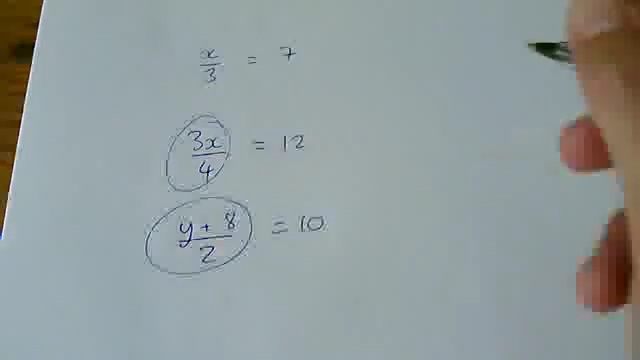 x/3 = 7
3x/4 = 12
y + 8/2 = 10